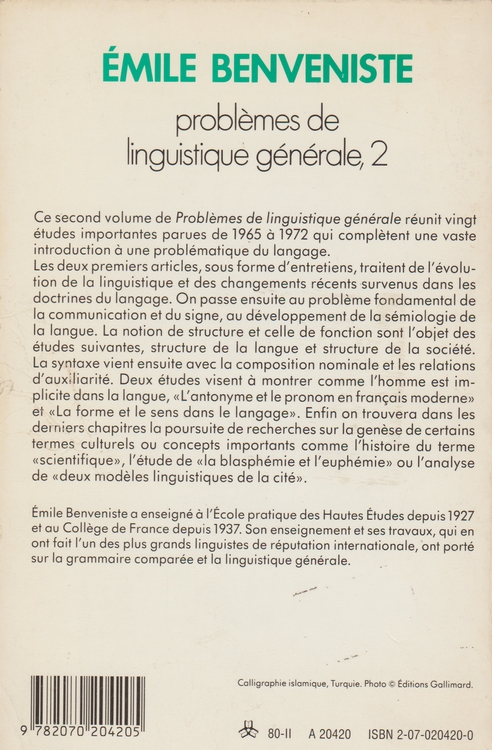 ÉMILE BENVENISTE
problèmes de
linguistique générale, 2
Ce second volume de Problèmes de linguistique générale réunit vingt
études importantes parues de 1965 à 1972 qui complètent une vaste
introduction à une problématique du langage.
Les deux premiers articles, sous forme d'entretiens, traitent de l'évolu-
tion de la linguistique et des changements récents survenus dans les
doctrines du langage. On passe ensuite au problème fondamental de
la communication et du signe, au développement de la sémiologie de
la langue. La notion de structure et celle de fonction sont l'objet des
études suivantes, structure de la langue et structure de la société.
La syntaxe vient ensuite avec la composition nominale et les relations
d'auxiliarité. Deux études visent à montrer comme l'homme est im-
plicite dans la langue, «L'antonyme et le pronom en français moderne»
et «La forme et le sens dans le langage». Enfin on trouvera dans les
derniers chapitres la poursuite de recherches sur la genèse de certains
termes culturels ou concepts importants comme l'histoire du terme
«scientifique», l'étude de «la blasphémie et l'euphémie» ou l'analyse
de «deux modèles linguistiques de la cité».
Émile Benveniste a enseigné à l'École pratique des Hautes Études depuis 1927
et au Collège de France depuis 1937. Son enseignement et ses travaux, qui en
ont fait l'un des plus grands linguistes de réputation internationale, ont porté
sur la grammaire comparée et la linguistique générale.
Calligraphie islamique, Turquie. Photo © Éditions Gallimard.
9 782070 204205
80-II A 20420 ISBN 2-07-020420-0